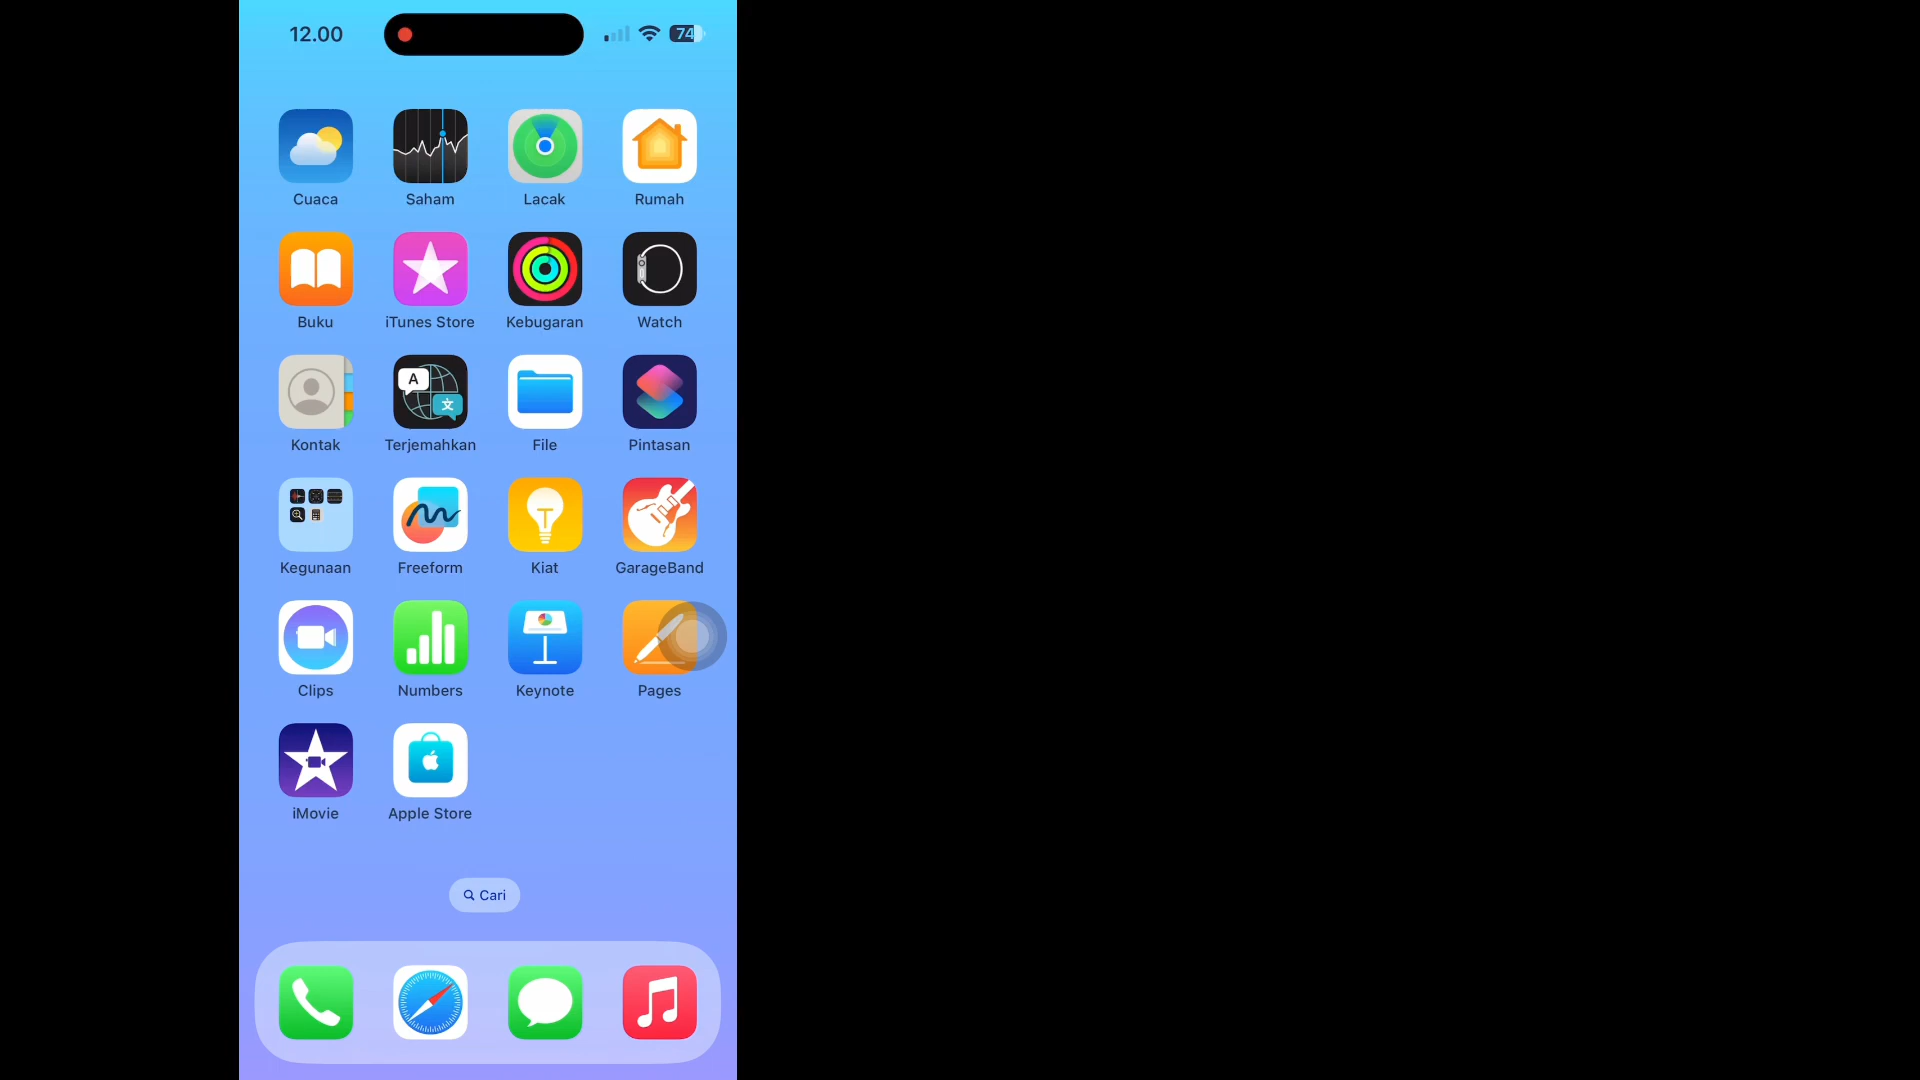 12.00
74
Cuaca Saham Lacak Rumah
Buku iTunes Store Kebugaran Watch
A
文
Kontak Terjemahkan File Pintasan
Kegunaan Freeform Kiat GarageBand
Clips Numbers Keynote Pages
iMovie Apple Store
Cari